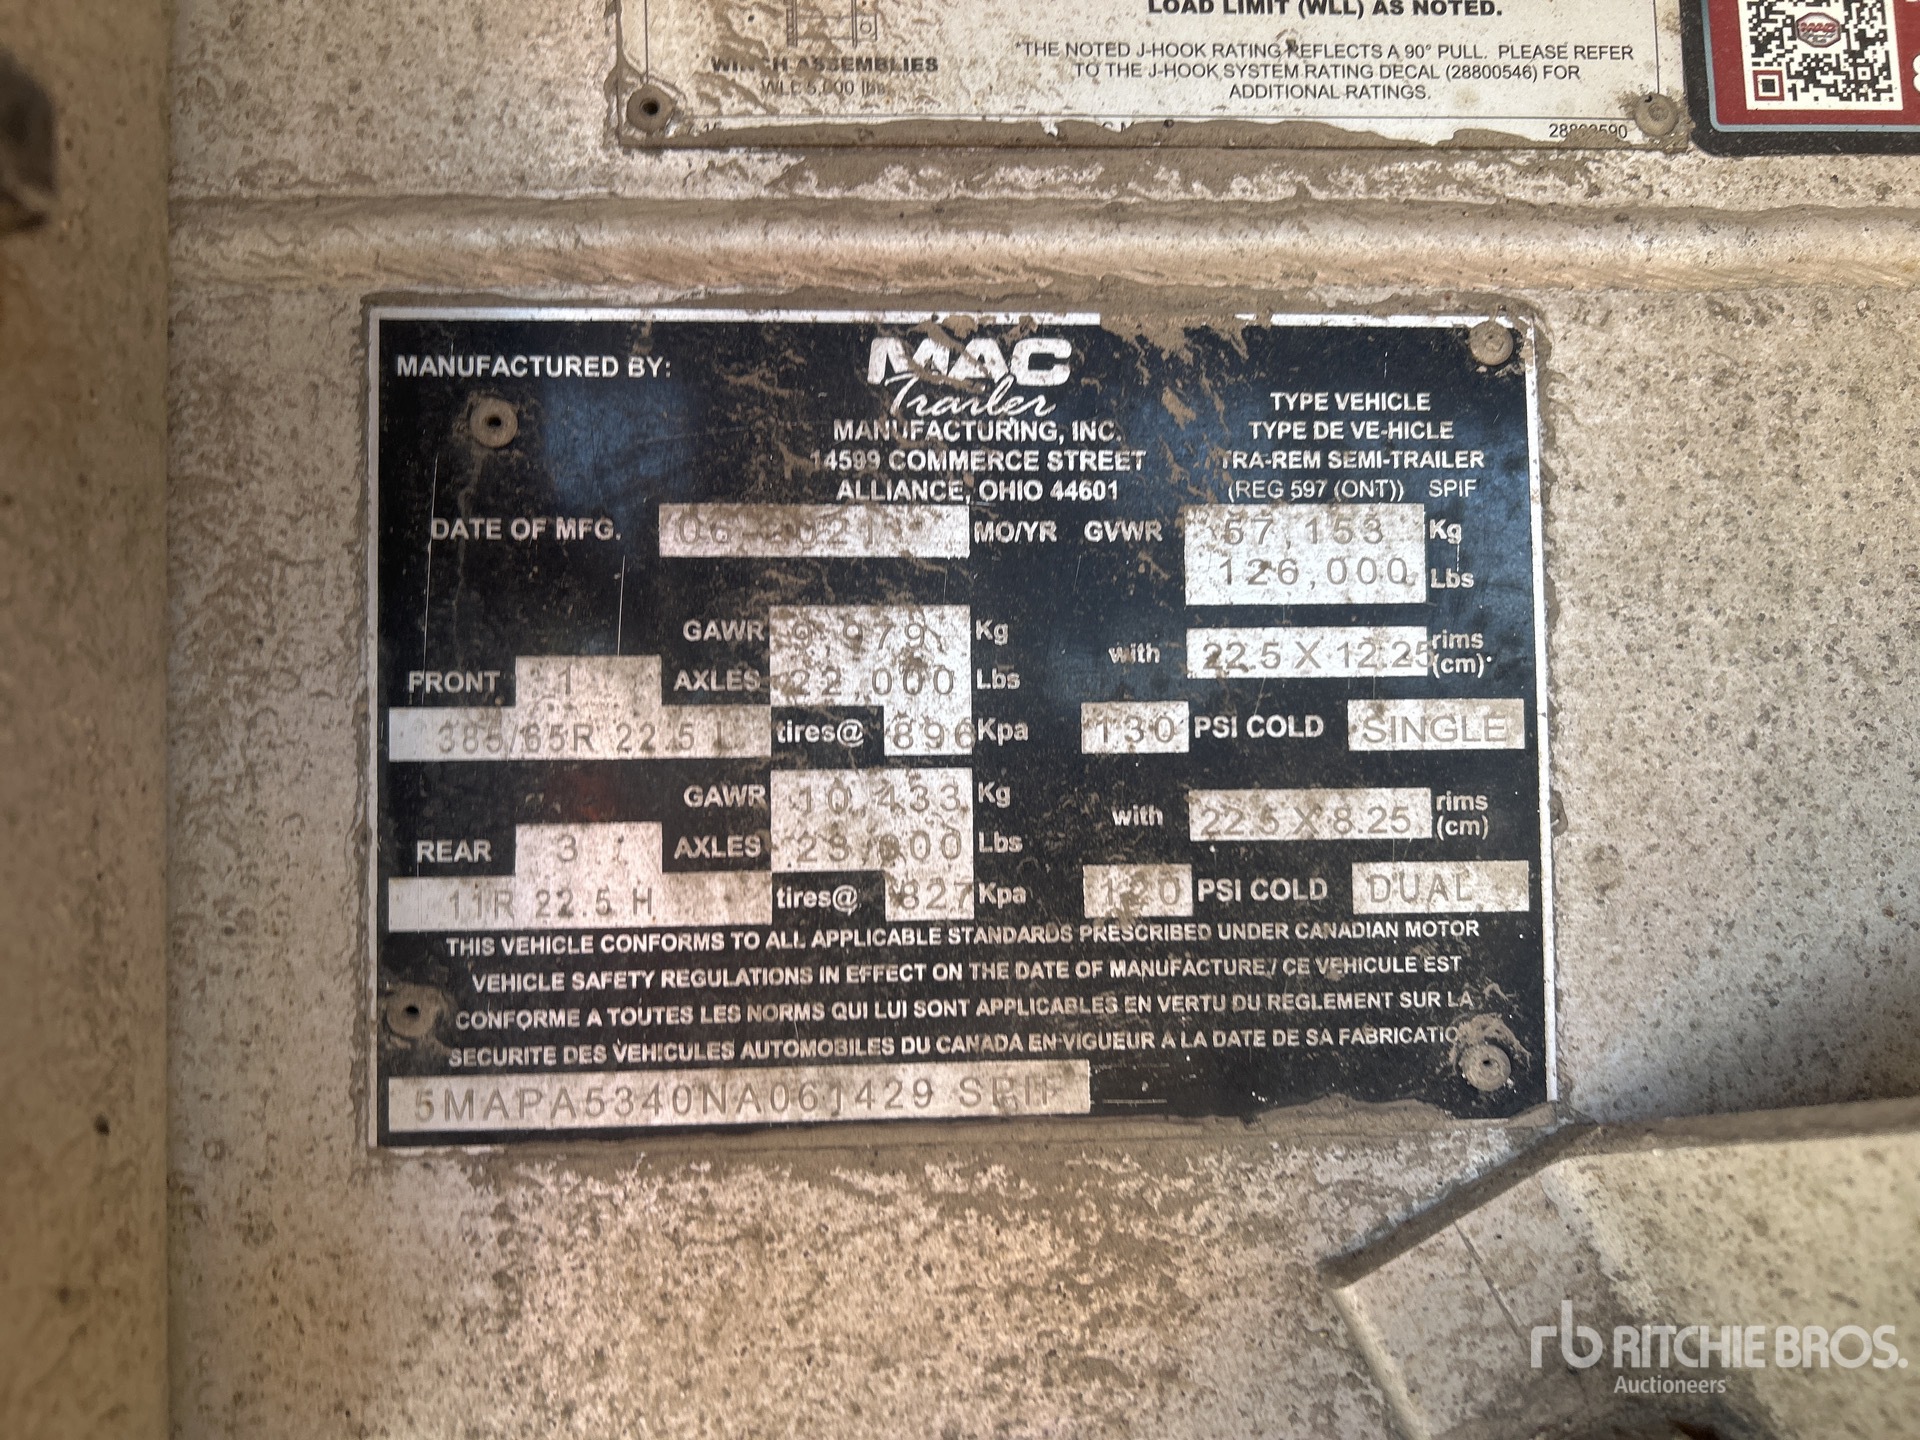 LOAD LIMIT (WLL) AS NOTED.
WINCH ASSEMBLIES
WLL 5,000 lbs.
*THE NOTED J-HOOK RATING REFLECTS A 90° PULL. PLEASE REFER
TO THE J-HOOK SYSTEM RATING DECAL (28800546) FOR
ADDITIONAL RATINGS.
MANUFACTURED BY:
MAC
Trailer
MANUFACTURING, INC.
14599 COMMERCE STREET
ALLIANCE, OHIO 44601
TYPE VEHICLE
TYPE DE VE-HICLE
TRA-REM SEMI-TRAILER
(REG 597 (ONT)) SPIF
DATE OF MFG. 06-2021 MO/YR GVWR 57,153 Kg
126,000 Lbs
GAWR 9,979 Kg
FRONT 1 AXLES 22,000 Lbs with 22.5 X 12.25 rims (cm)
385/65R 22.5 L tires@ 896 Kpa 130 PSI COLD SINGLE
GAWR 10,433 Kg
REAR 3 AXLES 23,000 Lbs with 22.5 X 8.25 rims (cm)
11R 22.5 H tires@ 827 Kpa 120 PSI COLD DUAL
THIS VEHICLE CONFORMS TO ALL APPLICABLE STANDARDS PRESCRIBED UNDER CANADIAN MOTOR
VEHICLE SAFETY REGULATIONS IN EFFECT ON THE DATE OF MANUFACTURE / CE VEHICULE EST
CONFORME A TOUTES LES NORMS QUI LUI SONT APPLICABLES EN VERTU DU REGLEMENT SUR LA
SECURITE DES VEHICULES AUTOMOBILES DU CANADA EN VIGUEUR A LA DATE DE SA FABRICATION
5MAPA5340NA061429 SPIF
rb RITCHIE BROS.
Auctioneers